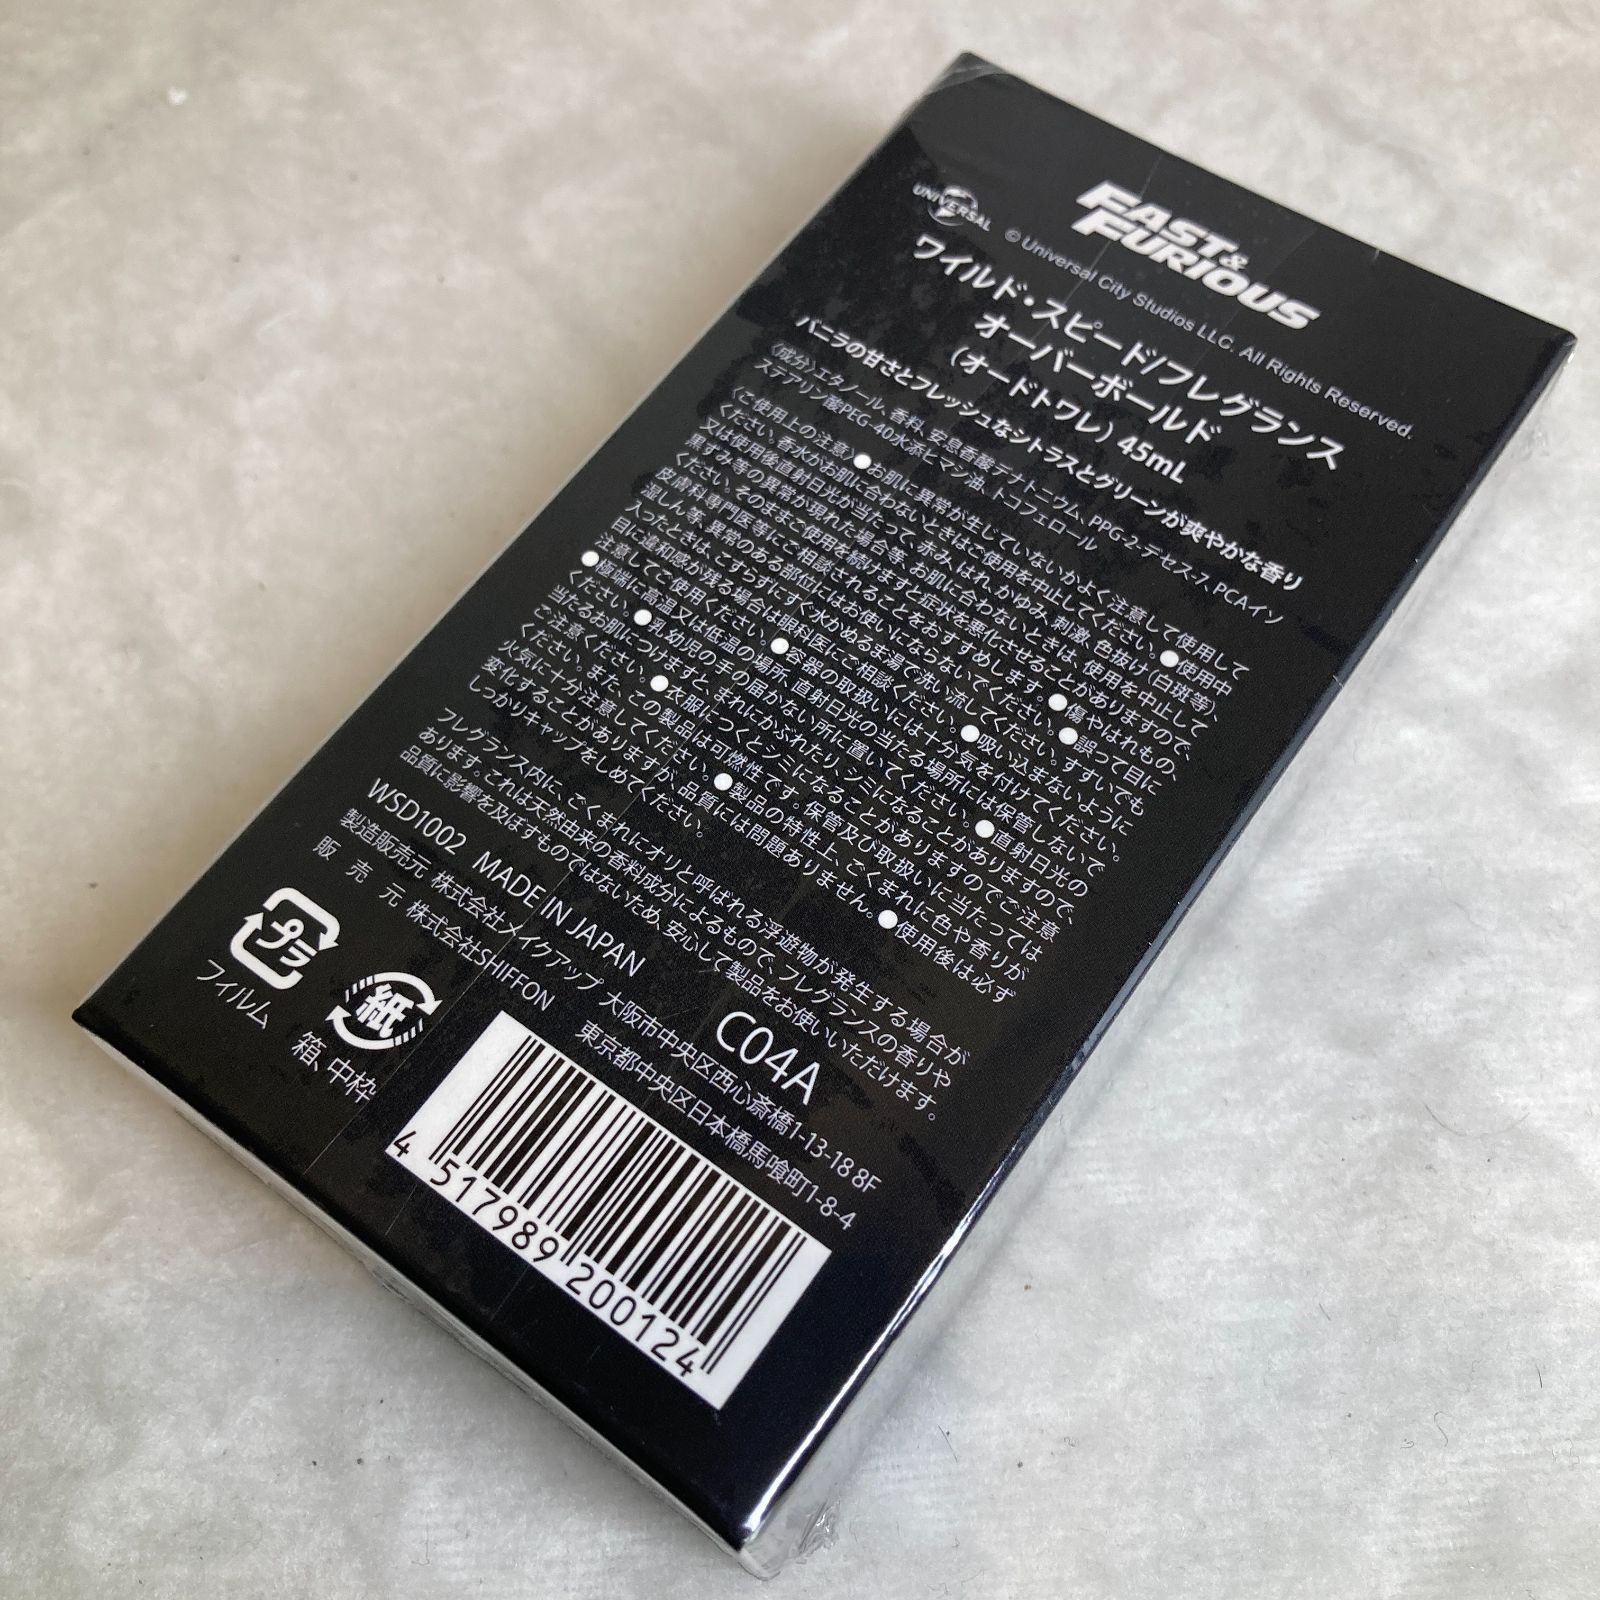 FAST &
FURIOUS
UNIVERSAL © Universal City Studios LLC. All Rights Reserved.
ワイルド・スピード/フレグランス
オーバーボールド
(オードトワレ) 45mL
バニラの甘さとフレッシュなシトラスとグリーンが爽やかな香り
〈成分〉エタノール、香料、安息香酸デナトニウム、PPG-2-デセス-7、PCAイソ
ステアリン酸PEG-40水添ヒマシ油、トコフェロール
〈ご使用上の注意〉●お肌に異常が生じていないかよく注意して使用して
ください。香水がお肌に合わないときはご使用を中止してください。●使用中
又は使用後直射日光が当たって、赤み、はれ、かゆみ、刺激、色抜け(白斑等)、
黒ずみ等の異常が現れた場合等、お肌に合わないときは、使用を中止して
ください。そのままご使用を続けますと症状を悪化させることがありますので、
皮膚科専門医等にご相談されることをおすすめします。●傷やはれもの、
湿しん等、異常のある部位にはお使いにならないでください。●誤って目に
入ったときは、こすらずにすぐ水かぬるま湯で洗い流してください。すすいでも
目に違和感が残る場合は眼科医にご相談ください。●吸い込まないように
注意してご使用ください。●容器の取扱いには十分気を付けてください。
●極端に高温又は低温の場所、直射日光の当たる場所には保管しないで
ください。●乳幼児の手の届かない所に置いてください。●直射日光の
当たるお肌につけますと、まれにかぶれたり、シミになることがありますので、
ご注意ください。●衣服につくとシミになることがありますのでご注意
ください。また、この製品は可燃性です。保管及び取扱いに当たっては
火気に十分注意してください。●製品の特性上、ごくまれに色や香りが
変化することがありますが、品質には問題ありません。●使用後は必ず
しっかりキャップをしめてください。
フレグランス内に、ごくまれにオリと呼ばれる浮遊物が発生する場合が
あります。これは天然由来の香料成分によるもので、フレグランスの香りや
品質に影響を及ぼすものではないため、安心して製品をお使いいただけます。
WSD1002 MADE IN JAPAN C04A
製造販売元 株式会社メイクアップ 大阪市中央区西心斎橋1-13-18 8F
販売元 株式会社SHIFFON 東京都中央区日本橋馬喰町1-8-4
プラ
フィルム
紙
箱、中枠
4 517989 200124